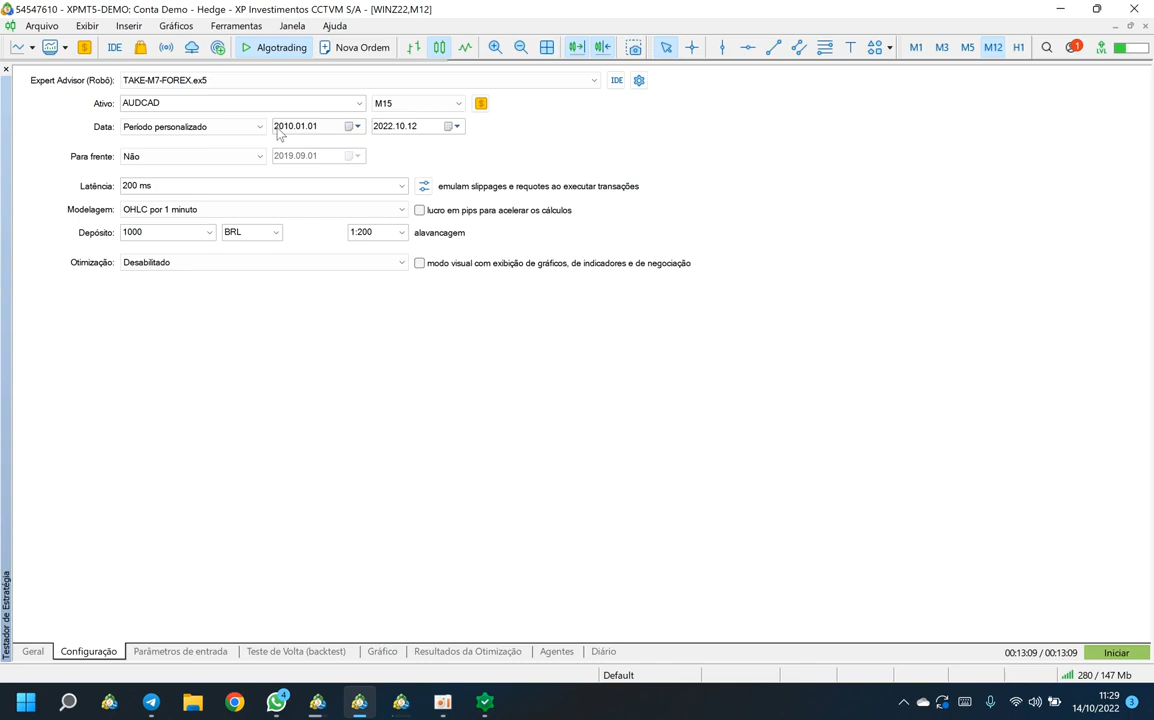 54547610 - XPMT5-DEMO; Conta Demo - Hedge - XP Investimentos CCTVM S/A - [WINZ22,M12]
Arquivo Exibir Inserir Gráficos Ferramentas Janela Ajuda
IDE Algotrading Nova Ordem M1 M3 M5 M12 H1 1 LVL
Expert Advisor (Robô): TAKE-M7-FOREX.ex5 IDE
Ativo: AUDCAD M15
Data: Período personalizado 2010.01.01 2022.10.12
Para frente: Não 2019.09.01
Latência: 200 ms emulam slippages e requotes ao executar transações
Modelagem: OHLC por 1 minuto lucro em pips para acelerar os cálculos
Depósito: 1000 BRL 1:200 alavancagem
Otimização: Desabilitado modo visual com exibição de gráficos, de indicadores e de negociação
Testador de Estratégia
Geral Configuração Parâmetros de entrada Teste de Volta (backtest) Gráfico Resultados da Otimização Agentes Diário 00:13:09 / 00:13:09 Iniciar
Default 280 / 147 Mb
4
11:29
14/10/2022
3